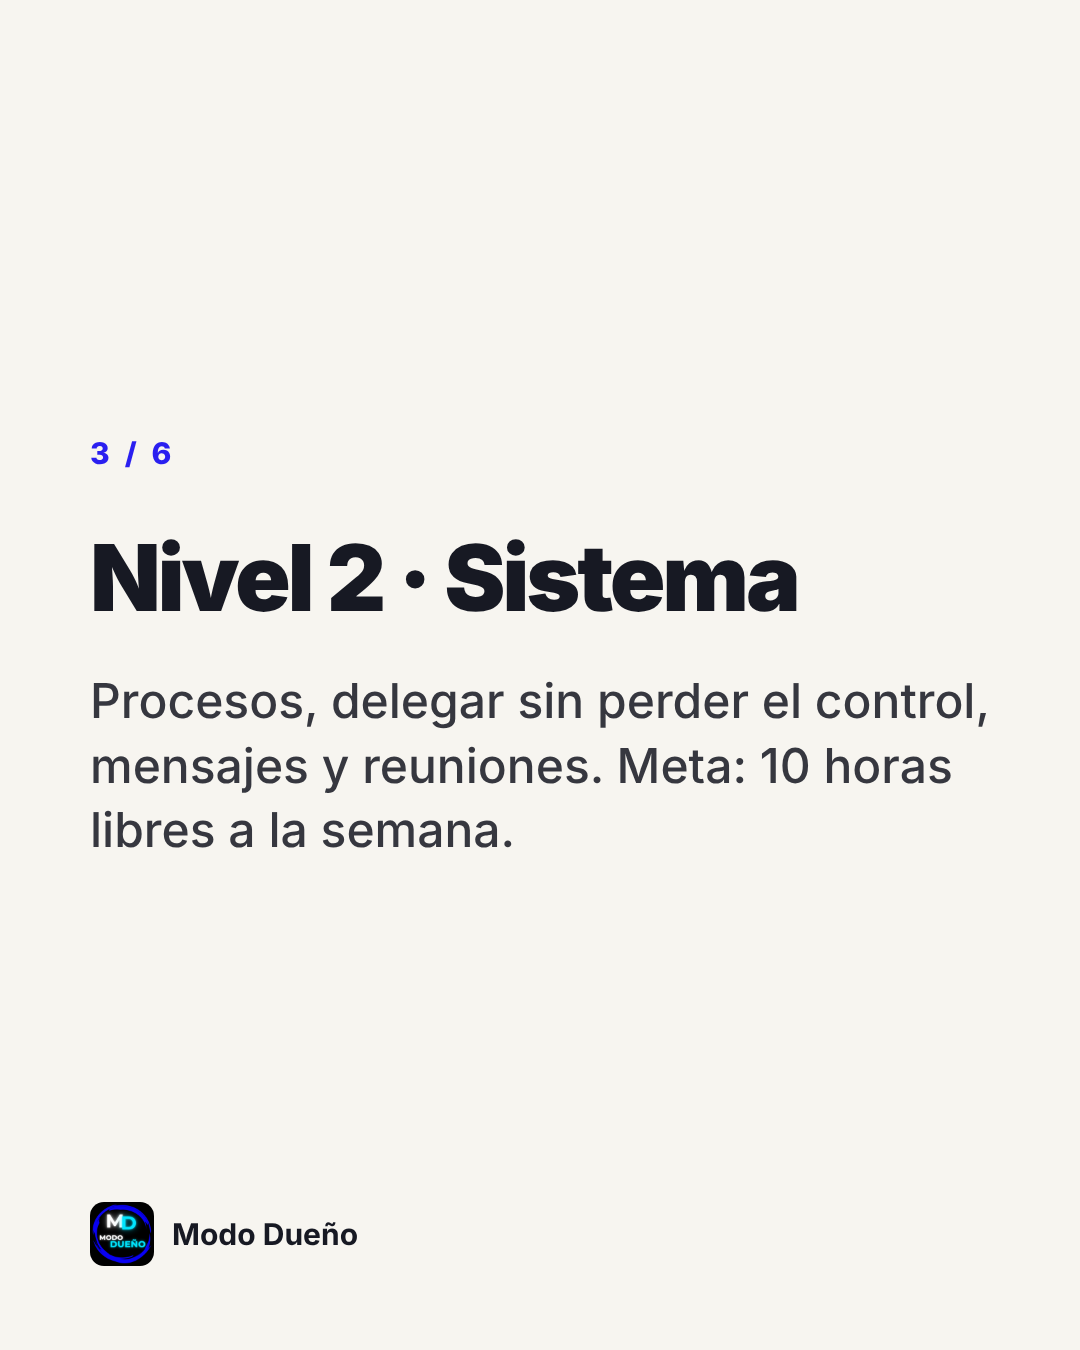 3 / 6
Nivel 2 · Sistema
Procesos, delegar sin perder el control,
mensajes y reuniones. Meta: 10 horas
libres a la semana.
MD
MODO
DUEÑO
Modo Dueño